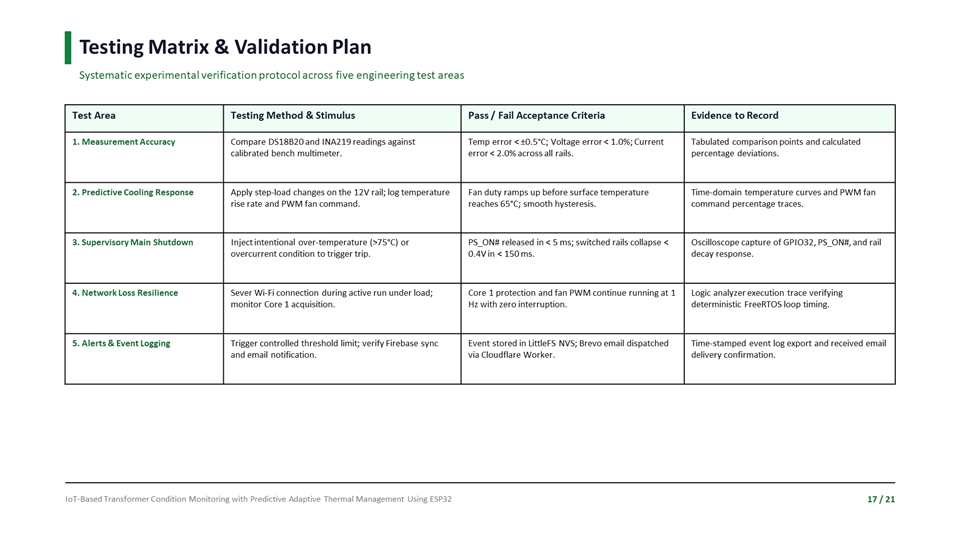 Testing Matrix & Validation Plan
Systematic experimental verification protocol across five engineering test areas
Test Area
Testing Method & Stimulus
Pass / Fail Acceptance Criteria
Evidence to Record
1. Measurement Accuracy
Compare DS18B20 and INA219 readings against
calibrated bench multimeter.
Temp error < ±0.5°C; Voltage error < 1.0%; Current
error < 2.0% across all rails.
Tabulated comparison points and calculated
percentage deviations.
2. Predictive Cooling Response
Apply step-load changes on the 12V rail; log temperature
rise rate and PWM fan command.
Fan duty ramps up before surface temperature
reaches 65°C; smooth hysteresis.
Time-domain temperature curves and PWM fan
command percentage traces.
3. Supervisory Main Shutdown
Inject intentional over-temperature (>75°C) or
overcurrent condition to trigger trip.
PS_ON# released in < 5 ms; switched rails collapse <
0.4V in < 150 ms.
Oscilloscope capture of GPIO32, PS_ON#, and rail
decay response.
4. Network Loss Resilience
Sever Wi-Fi connection during active run under load;
monitor Core 1 acquisition.
Core 1 protection and fan PWM continue running at 1
Hz with zero interruption.
Logic analyzer execution trace verifying
deterministic FreeRTOS loop timing.
5. Alerts & Event Logging
Trigger controlled threshold limit; verify Firebase sync
and email notification.
Event stored in LittleFS NVS; Brevo email dispatched
via Cloudflare Worker.
Time-stamped event log export and received email
delivery confirmation.
IoT-Based Transformer Condition Monitoring with Predictive Adaptive Thermal Management Using ESP32
17 / 21